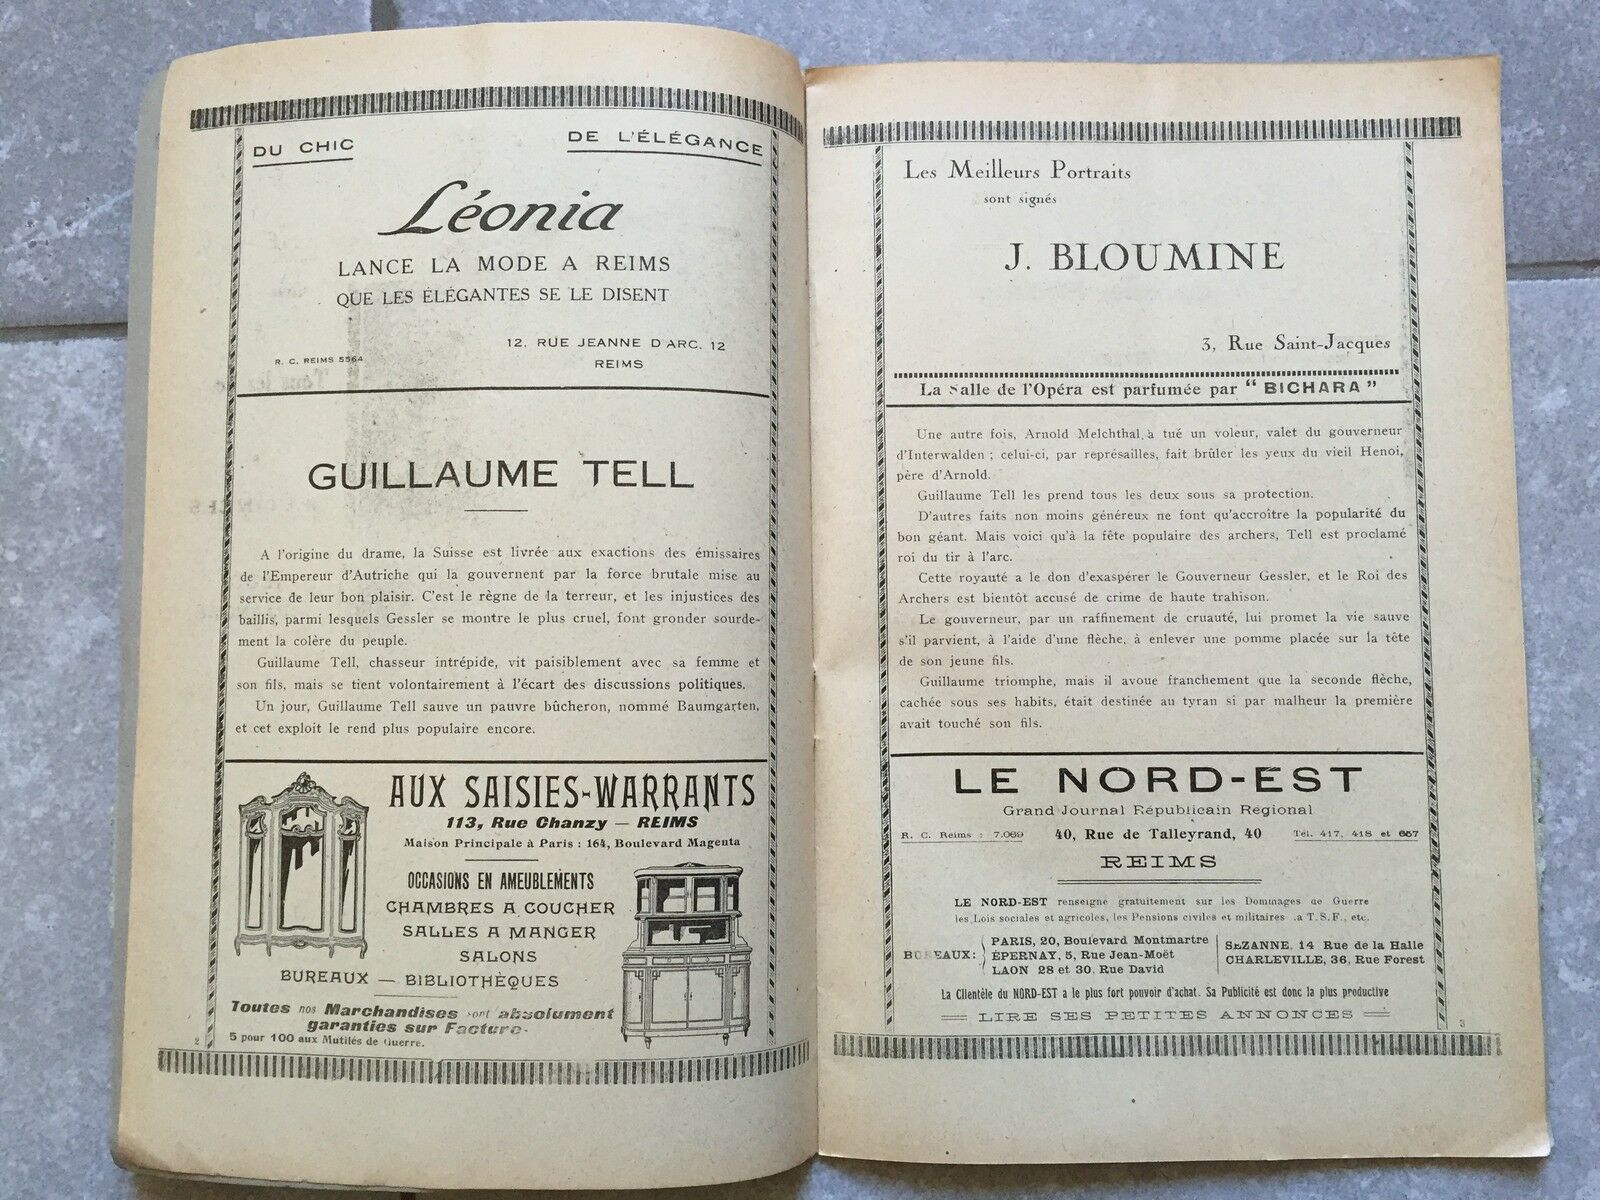 DU CHIC
DE L'ÉLÉGANCE
Léonia
LANCE LA MODE A REIMS
QUE LES ÉLÉGANTES SE LE DISENT
12. RUE JEANNE D'ARC. 12
R. C. REIMS 5564
REIMS
GUILLAUME TELL
A l'origine du drame, la Suisse est livrée aux exactions des émissaires
de l'Empereur d'Autriche qui la gouvernent par la force brutale mise au
service de leur bon plaisir. C'est le règne de la terreur, et les injustices des
baillis, parmi lesquels Gessler se montre le plus cruel, font gronder sourde-
ment la colère du peuple.
Guillaume Tell, chasseur intrépide, vit paisiblement avec sa femme et
son fils, mais se tient volontairement à l'écart des discussions politiques.
Un jour, Guillaume Tell sauve un pauvre bûcheron, nommé Baumgarten,
et cet exploit le rend plus populaire encore.
AUX SAISIES-WARRANTS
113, Rue Chanzy — REIMS
Maison Principale à Paris : 164, Boulevard Magenta
OCCASIONS EN AMEUBLEMENTS
CHAMBRES A COUCHER
SALLES A MANGER
SALONS
BUREAUX — BIBLIOTHÈQUES
Toutes nos Marchandises sont absolument
garanties sur Facture.
5 pour 100 aux Mutilés de Guerre.
2
Les Meilleurs Portraits
sont signés
J. BLOUMINE
3, Rue Saint-Jacques
La Salle de l'Opéra est parfumée par "BICHARA"
Une autre fois, Arnold Melchthal à tué un voleur, valet du gouverneur
d'Interwalden ; celui-ci, par représailles, fait brûler les yeux du vieil Henoi,
père d'Arnold.
Guillaume Tell les prend tous les deux sous sa protection.
D'autres faits non moins généreux ne font qu'accroître la popularité du
bon géant. Mais voici qu'à la fête populaire des archers, Tell est proclamé
roi du tir à l'arc.
Cette royauté a le don d'exaspérer le Gouverneur Gessler, et le Roi des
Archers est bientôt accusé de crime de haute trahison.
Le gouverneur, par un raffinement de cruauté, lui promet la vie sauve
s'il parvient, à l'aide d'une flèche, à enlever une pomme placée sur la tête
de son jeune fils.
Guillaume triomphe, mais il avoue franchement que la seconde flèche,
cachée sous ses habits, était destinée au tyran si par malheur la première
avait touché son fils.
LE NORD-EST
Grand Journal Républicain Régional
R. C. Reims : 7.069 40, Rue de Talleyrand, 40 Tél. 417, 418 et 657
REIMS
LE NORD-EST renseigne gratuitement sur les Dommages de Guerre
les Lois sociales et agricoles, les Pensions civiles et militaires .a T.S.F., etc.
BUREAUX:
PARIS, 20, Boulevard Montmartre
ÉPERNAY, 5, Rue Jean-Moët
LAON 28 et 30, Rue David
SEZANNE, 14 Rue de la Halle
CHARLEVILLE, 36, Rue Forest
La Clientèle du NORD-EST a le plus fort pouvoir d'achat. Sa Publicité est donc la plus productive
LIRE SES PETITES ANNONCES
3